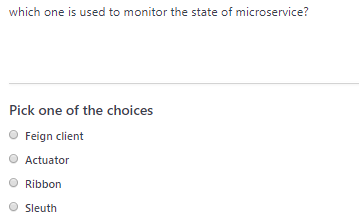 which one is used to monitor the state of microservice?
Pick one of the choices
Feign client
Actuator
Ribbon
Sleuth